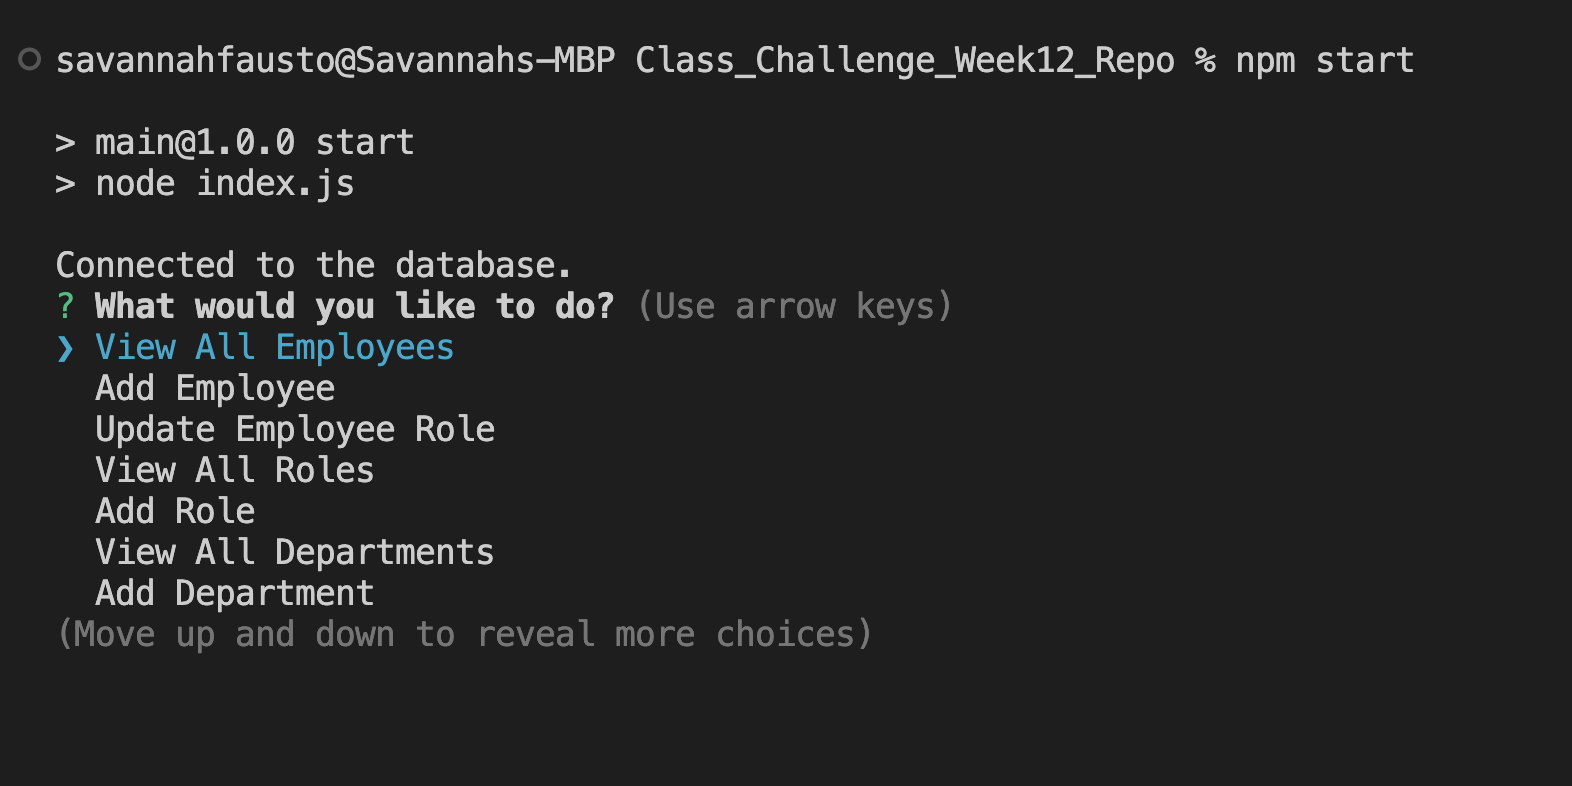 savannahfausto@Savannahs-MBP Class_Challenge_Week12_Repo % npm start
> main@1.0.0 start
> node index.js
Connected to the database.
? What would you like to do? (Use arrow keys)
❯ View All Employees
Add Employee
Update Employee Role
View All Roles
Add Role
View All Departments
Add Department
(Move up and down to reveal more choices)